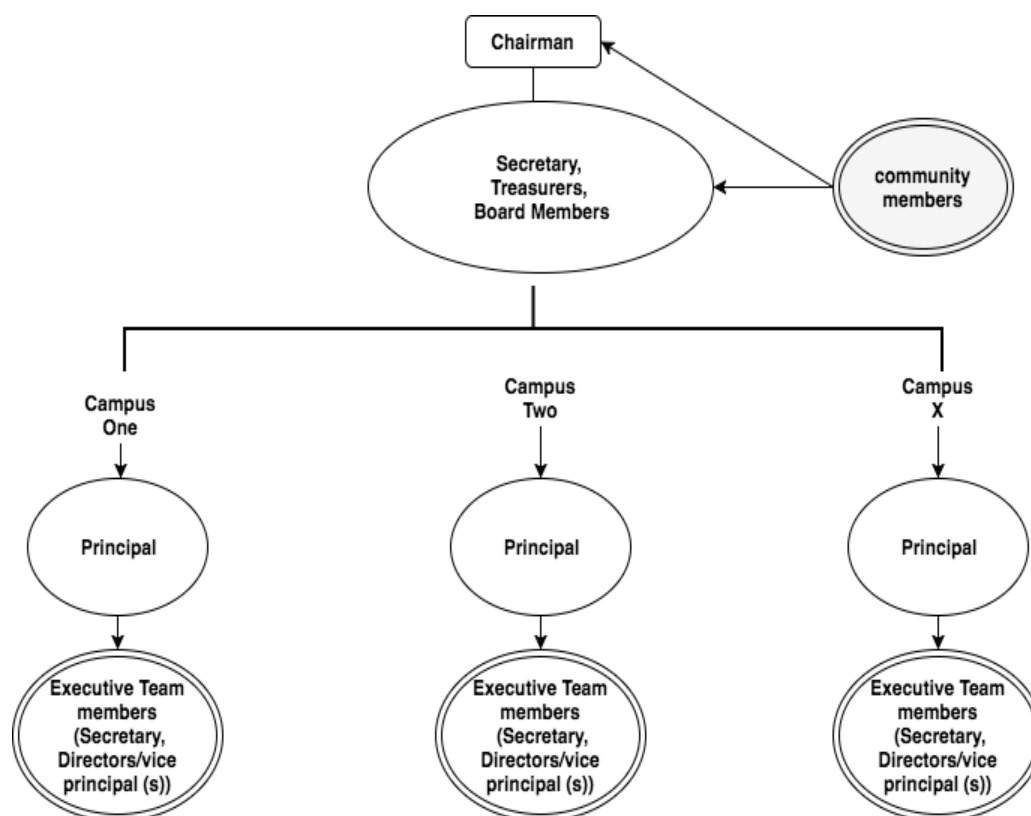 Chairman
Secretary,
Treasurers,
Board Members
community
members
Campus
One
Campus
Two
Campus
X
Principal
Principal
Principal
Executive Team
members
(Secretary,
Directors/vice
principal (s))
Executive Team
members
(Secretary,
Directors/vice
principal (s))
Executive Team
members
(Secretary,
Directors/vice
principal (s))